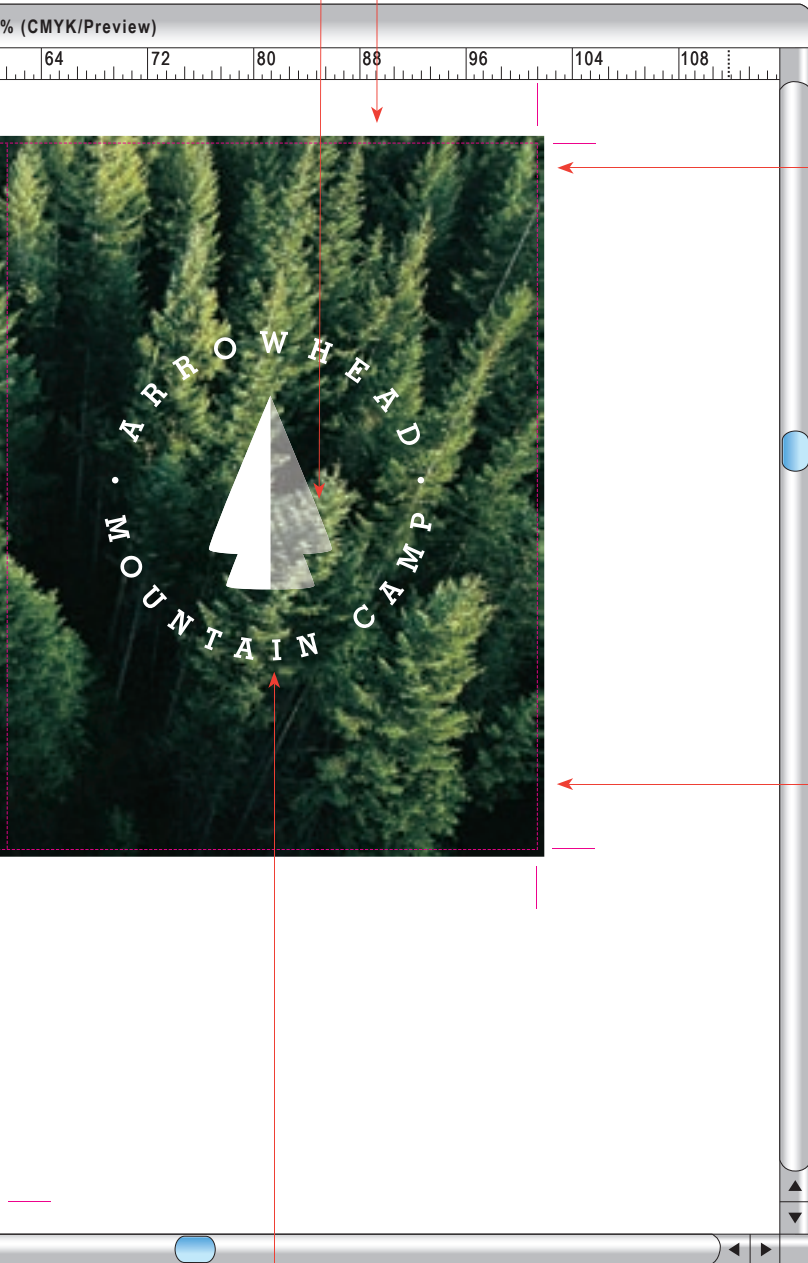 % (CMYK/Preview)
64 72 80 88 96 104 108
ARROWHEAD
• MOUNTAIN CAMP •